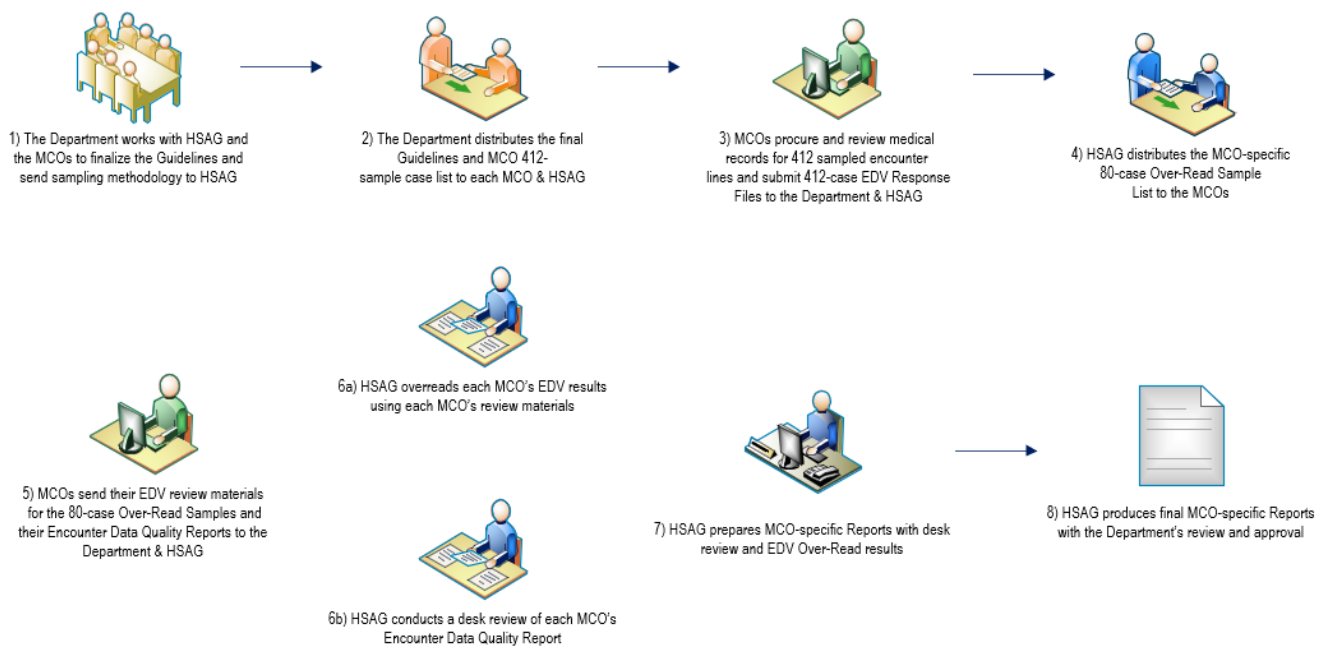 1) The Department works with HSAG and
the MCOs to finalize the Guidelines and
send sampling methodology to HSAG
2) The Department distributes the final
Guidelines and MCO 412-
sample case list to each MCO & HSAG
3) MCOs procure and review medical
records for 412 sampled encounter
lines and submit 412-case EDV Response
Files to the Department & HSAG
4) HSAG distributes the MCO-specific
80-case Over-Read Sample
List to the MCOs
5) MCOs send their EDV review materials
for the 80-case Over-Read Samples and
their Encounter Data Quality Reports to the
Department & HSAG
6a) HSAG overreads each MCO's EDV results
using each MCO's review materials
6b) HSAG conducts a desk review of each MCO's
Encounter Data Quality Report
7) HSAG prepares MCO-specific Reports with desk
review and EDV Over-Read results
8) HSAG produces final MCO-specific Reports
with the Department's review and approval